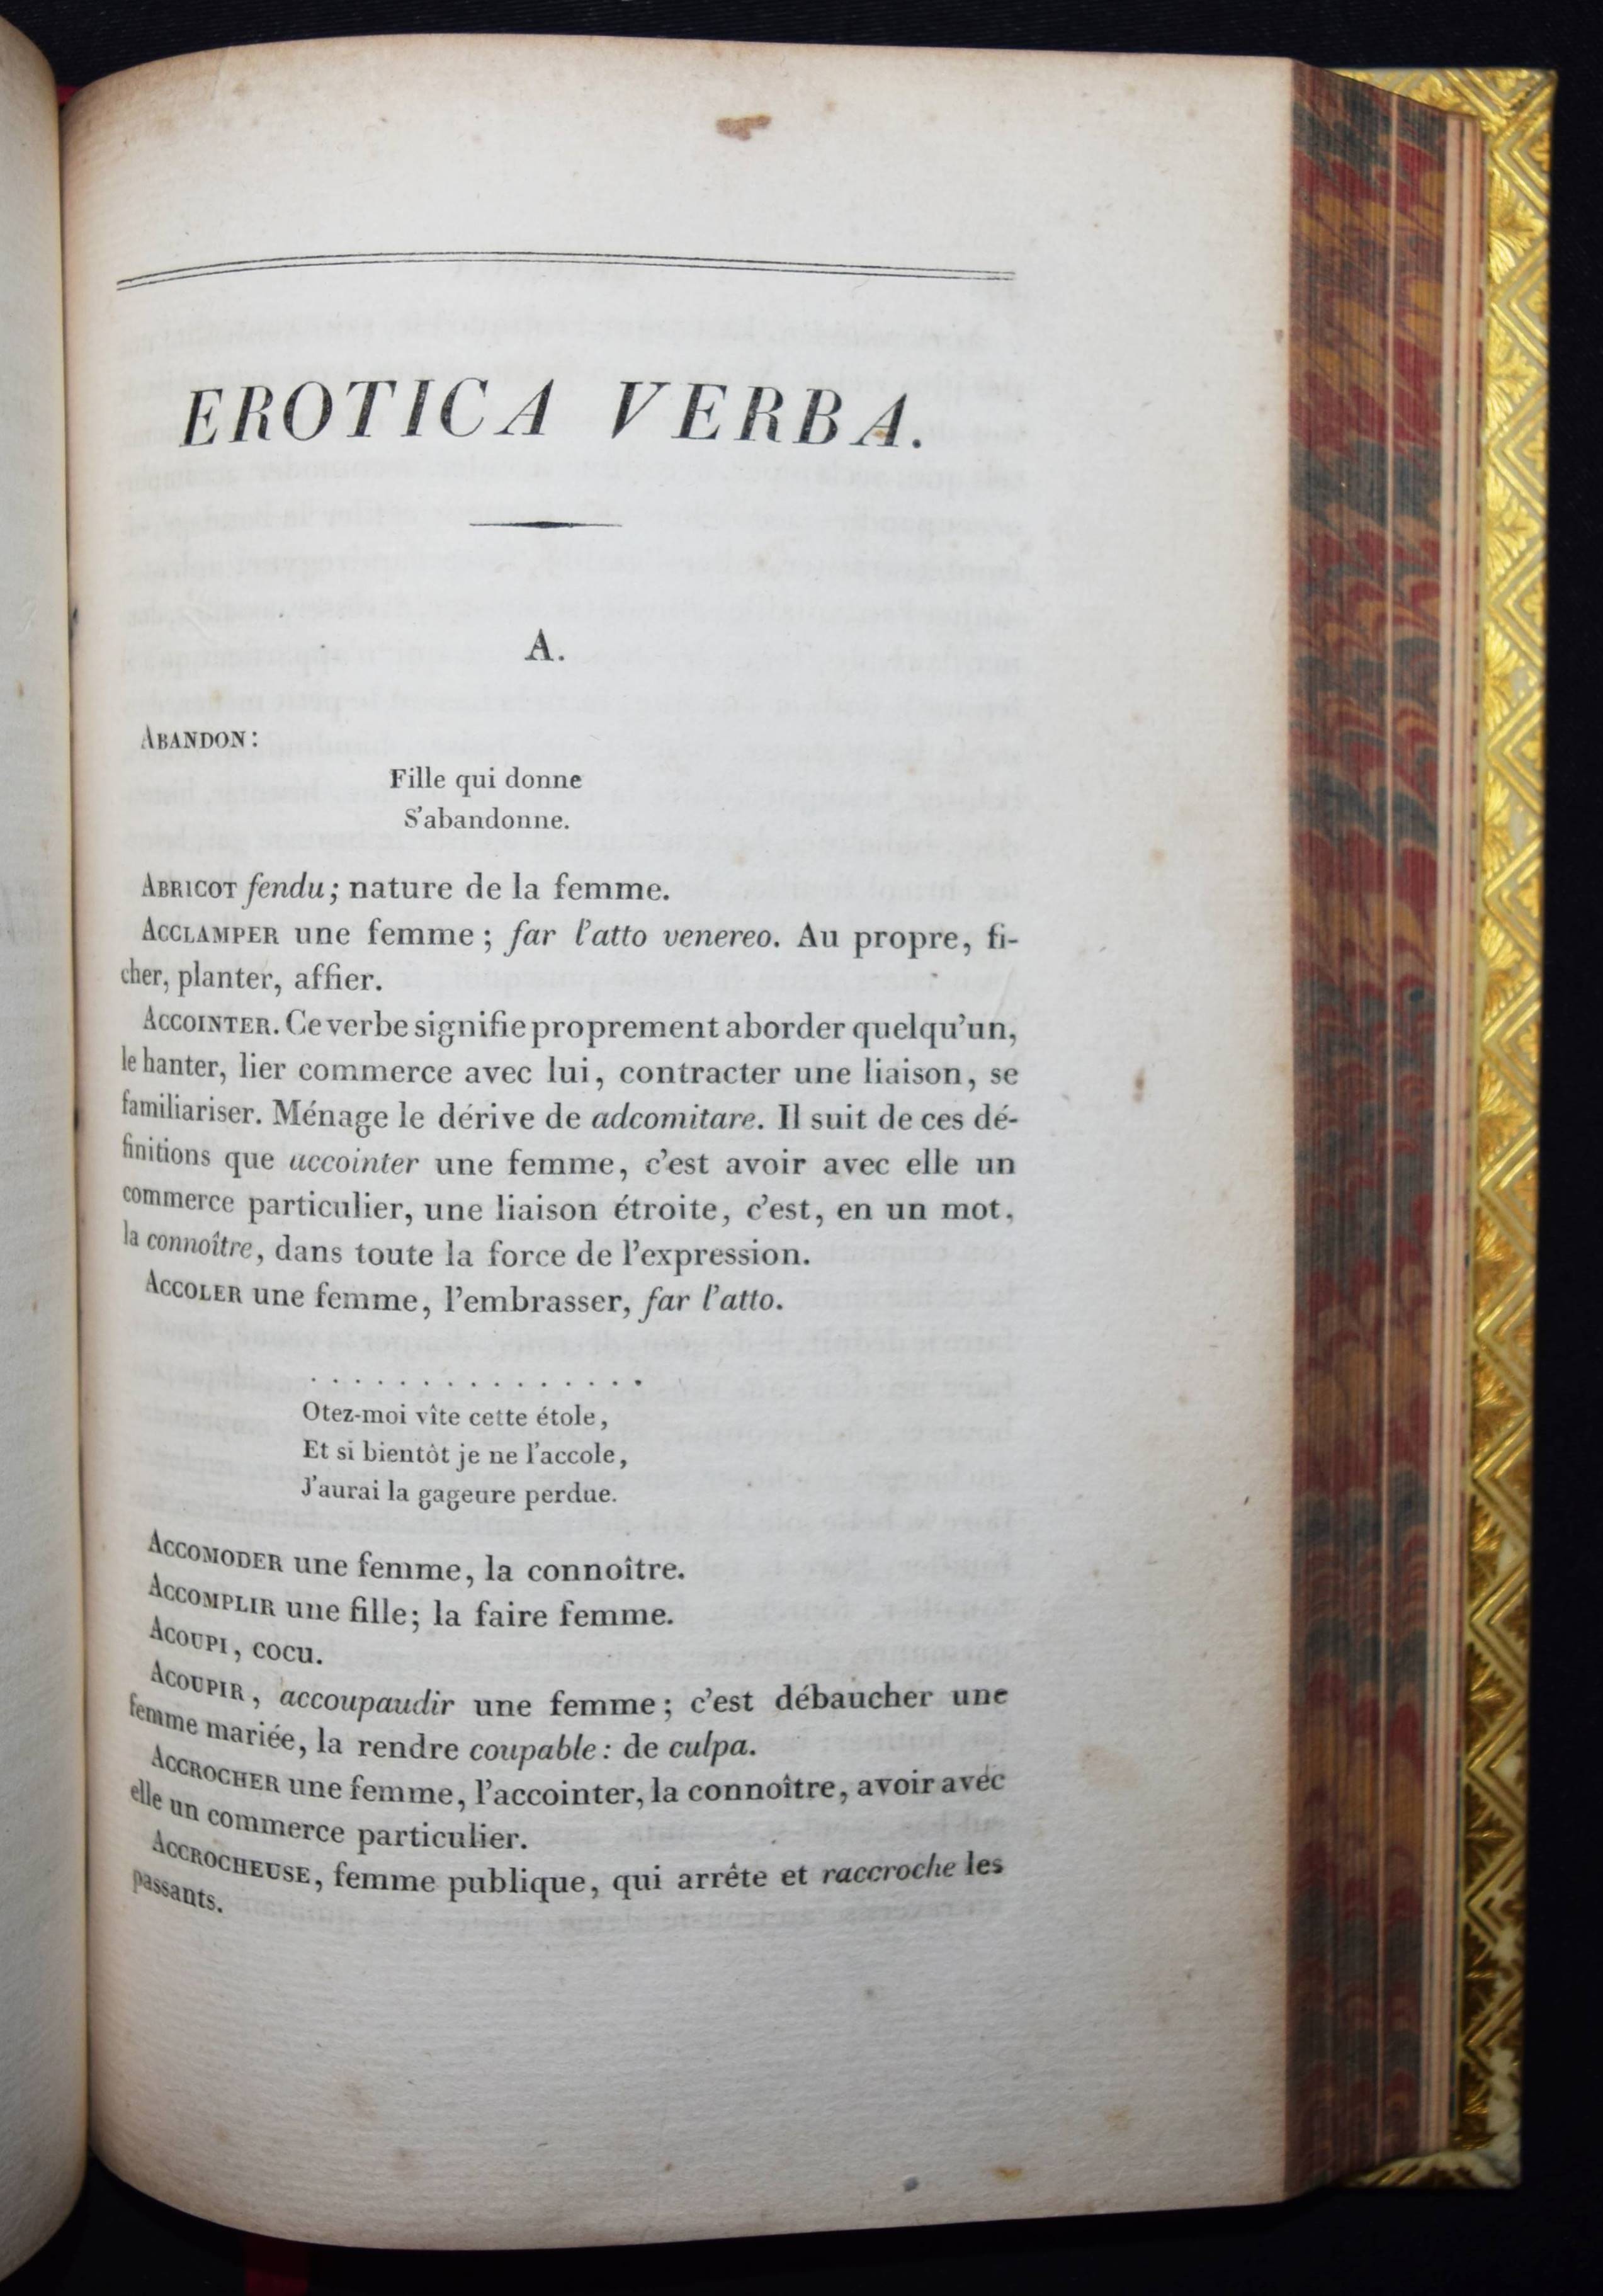 EROTICA VERBA.
A.
ABANDON:
Fille qui donne
S'abandonne.
ABRICOT fendu; nature de la femme.
ACCLAMPER une femme; far l'atto venereo. Au propre, fi-
cher, planter, affier.
ACCOINTER. Ce verbe signifie proprement aborder quelqu'un,
le hanter, lier commerce avec lui, contracter une liaison, se
familiariser. Ménage le dérive de adcomitare. Il suit de ces dé-
finitions que accointer une femme, c'est avoir avec elle un
commerce particulier, une liaison étroite, c'est, en un mot,
la connoître, dans toute la force de l'expression.
ACCOLER une femme, l'embrasser, far l'atto.
. . . . . . . . . . . . . . . .
Otez-moi vîte cette étole,
Et si bientôt je ne l'accole,
J'aurai la gageure perdue.
ACCOMODER une femme, la connoître.
ACCOMPLIR une fille; la faire femme.
ACOUPI, cocu.
ACOUPIR, accoupaudir une femme; c'est débaucher une
femme mariée, la rendre coupable: de culpa.
ACCROCHER une femme, l'accointer, la connoître, avoir avec
elle un commerce particulier.
ACCROCHEUSE, femme publique, qui arrête et raccroche les
passants.